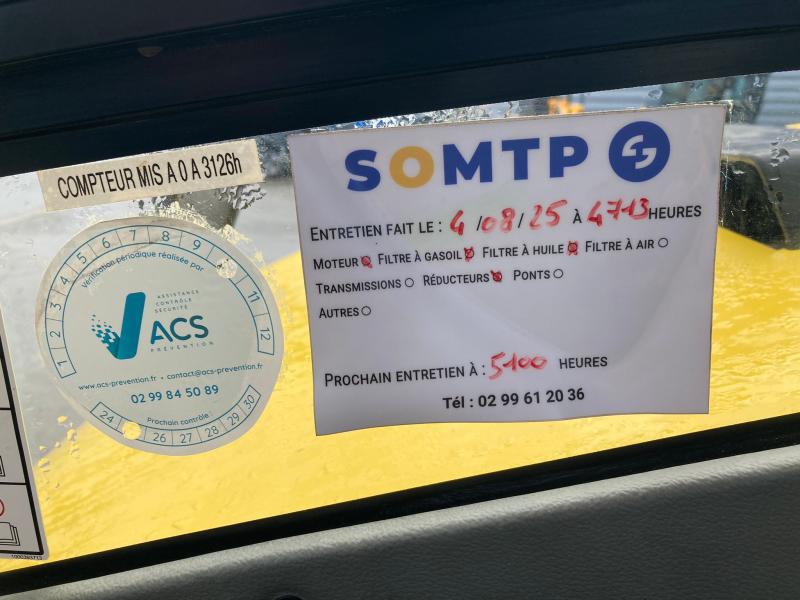 COMPTEUR MIS A 0 A 3126h
1 2 3 4 5 6 7 8 9 11 12
Vérification périodique réalisée par
ASSISTANCE
CONTRÔLE
SÉCURITÉ
ACS
PRÉVENTION
www.acs-prevention.fr • contact@acs-prevention.fr
02 99 84 50 89
Prochain contrôle
24 26 27 28 29 30
SOMTP
ENTRETIEN FAIT LE : 4 /08/ 25 À 4713 HEURES
MOTEUR FILTRE À GASOIL FILTRE À HUILE FILTRE À AIR
TRANSMISSIONS RÉDUCTEURS PONTS
AUTRES
PROCHAIN ENTRETIEN À : 5100 HEURES
Tél : 02 99 61 20 36